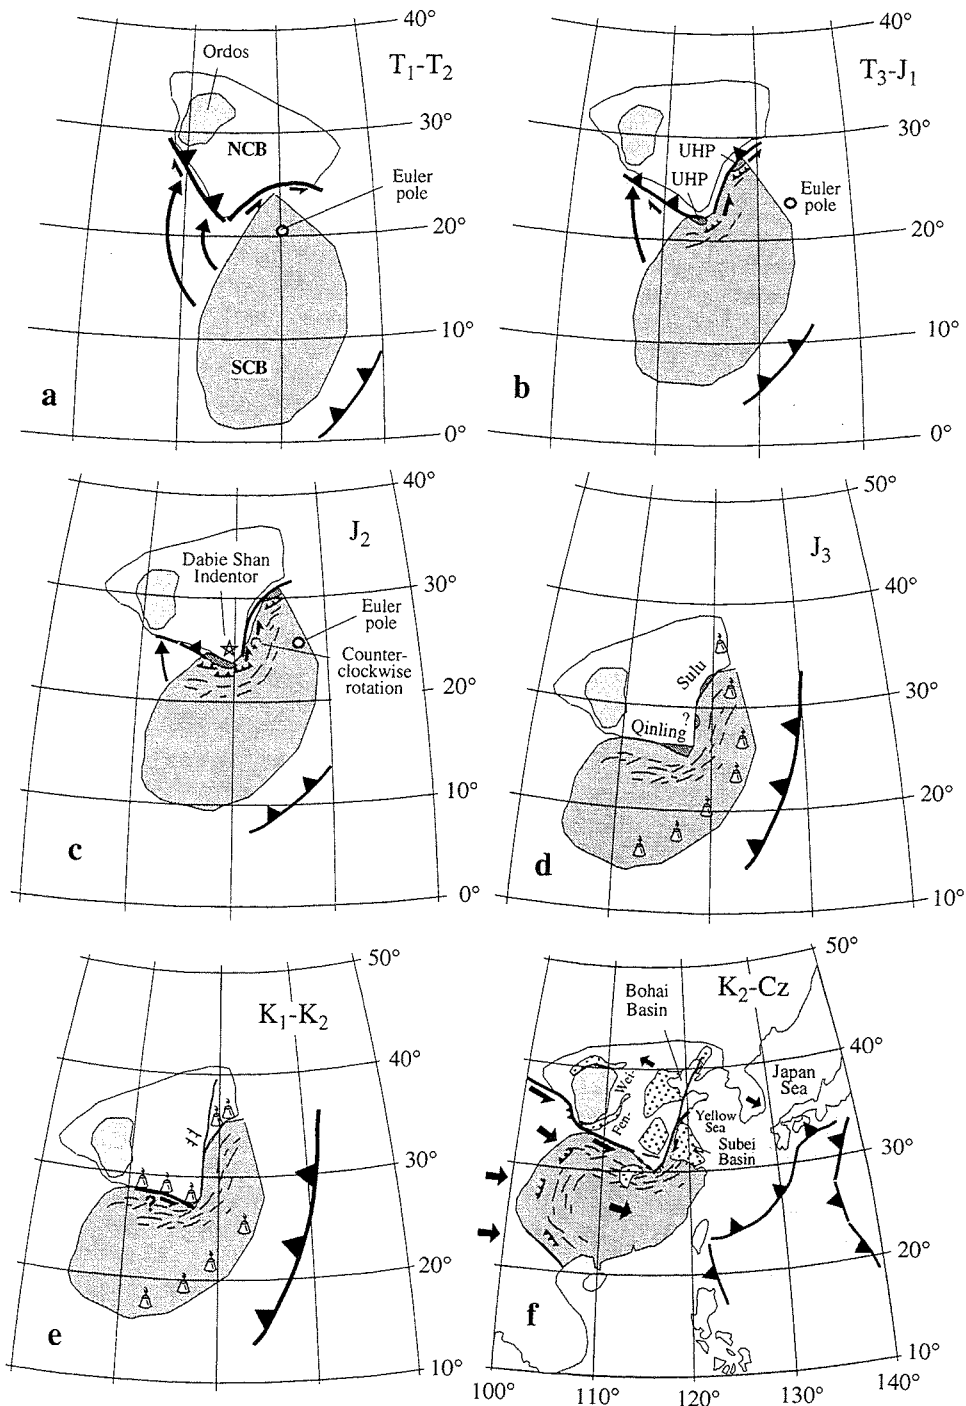 40°
Ordos
T1-T2
30°
NCB
Euler
pole
20°
10°
SCB
a
0°
40°
T3-J1
30°
UHP
UHP
Euler
pole
20°
10°
b
0°
40°
J2
Dabie Shan
Indentor
30°
Euler
pole
Counter-
clockwise
rotation
20°
10°
c
0°
50°
J3
40°
Sulu
30°
?
Qinling
20°
d
10°
50°
K1-K2
40°
30°
?
20°
e
10°
50°
Bohai
Basin
K2-Cz
40°
Japan
Sea
Wei-
Fen-
Yellow
Sea
Subei
Basin
30°
20°
f
10°
100°
110°
120°
130°
140°